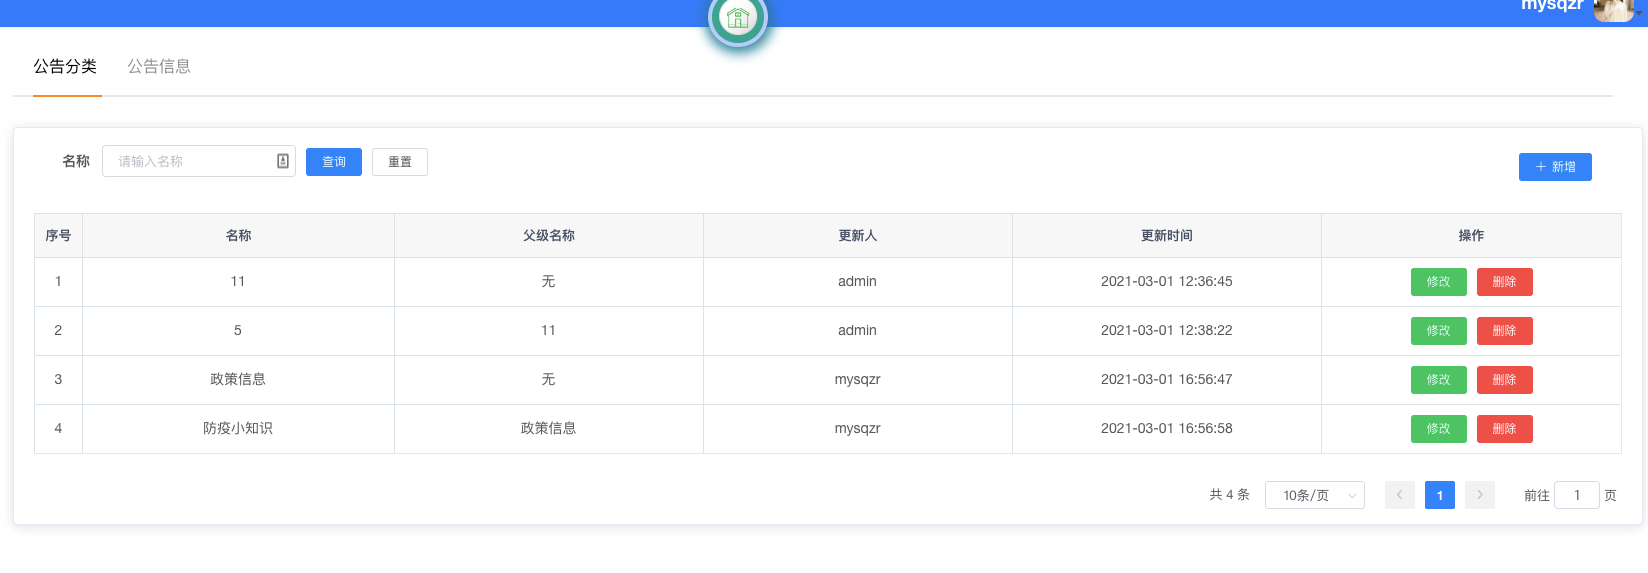 mysqzr
公告分类 公告信息
名称 请输入名称 查询 重置 新增
序号 名称 父级名称 更新人 更新时间 操作
1 11 无 admin 2021-03-01 12:36:45 修改 删除
2 5 11 admin 2021-03-01 12:38:22 修改 删除
3 政策信息 无 mysqzr 2021-03-01 16:56:47 修改 删除
4 防疫小知识 政策信息 mysqzr 2021-03-01 16:56:58 修改 删除
共 4 条 10条/页 1 前往 1 页